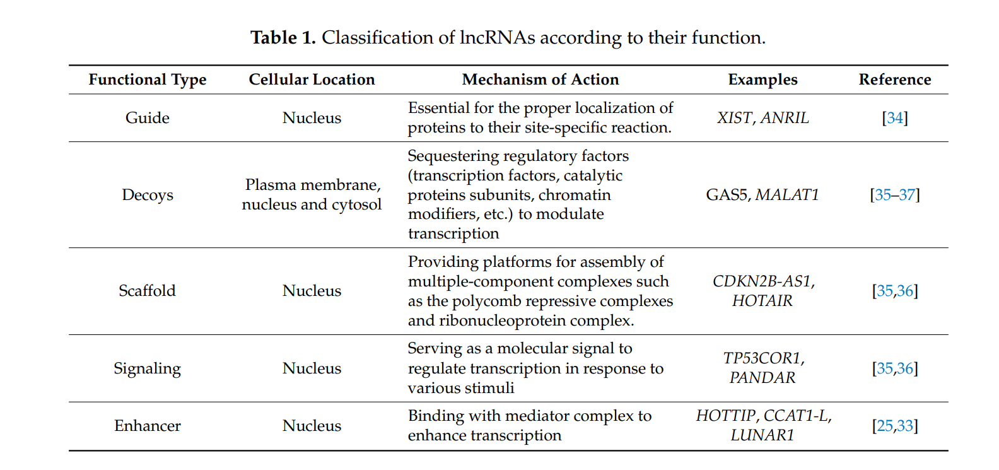 Table 1. Classification of lncRNAs according to their function.
Functional Type Cellular Location Mechanism of Action Examples Reference
Guide Nucleus Essential for the proper localization of
proteins to their site-specific reaction. XIST, ANRIL [34]
Decoys Plasma membrane,
nucleus and cytosol Sequestering regulatory factors
(transcription factors, catalytic
proteins subunits, chromatin
modifiers, etc.) to modulate
transcription GAS5, MALAT1 [35–37]
Scaffold Nucleus Providing platforms for assembly of
multiple-component complexes such
as the polycomb repressive complexes
and ribonucleoprotein complex. CDKN2B-AS1,
HOTAIR [35,36]
Signaling Nucleus Serving as a molecular signal to
regulate transcription in response to
various stimuli TP53COR1,
PANDAR [35,36]
Enhancer Nucleus Binding with mediator complex to
enhance transcription HOTTIP, CCAT1-L,
LUNAR1 [25,33]